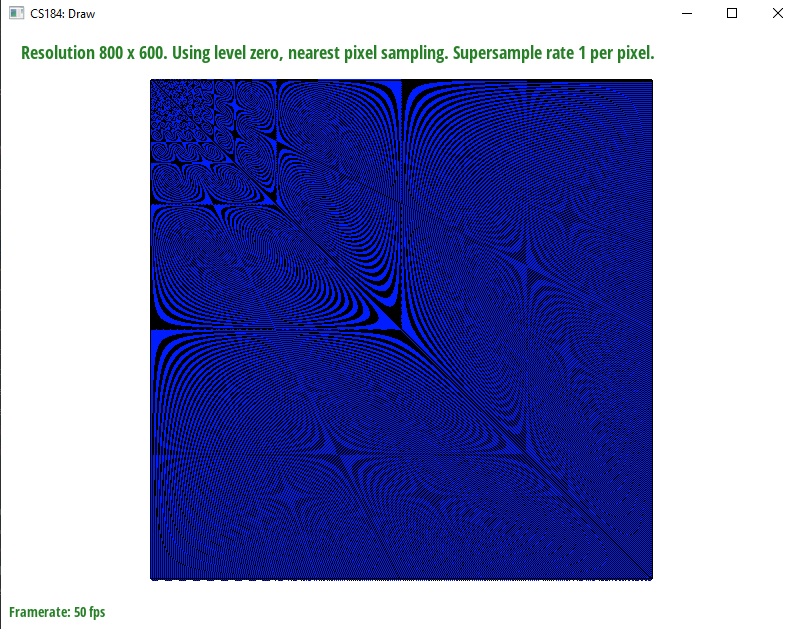 CS184: Draw
Resolution 800 x 600. Using level zero, nearest pixel sampling. Supersample rate 1 per pixel.
Framerate: 50 fps